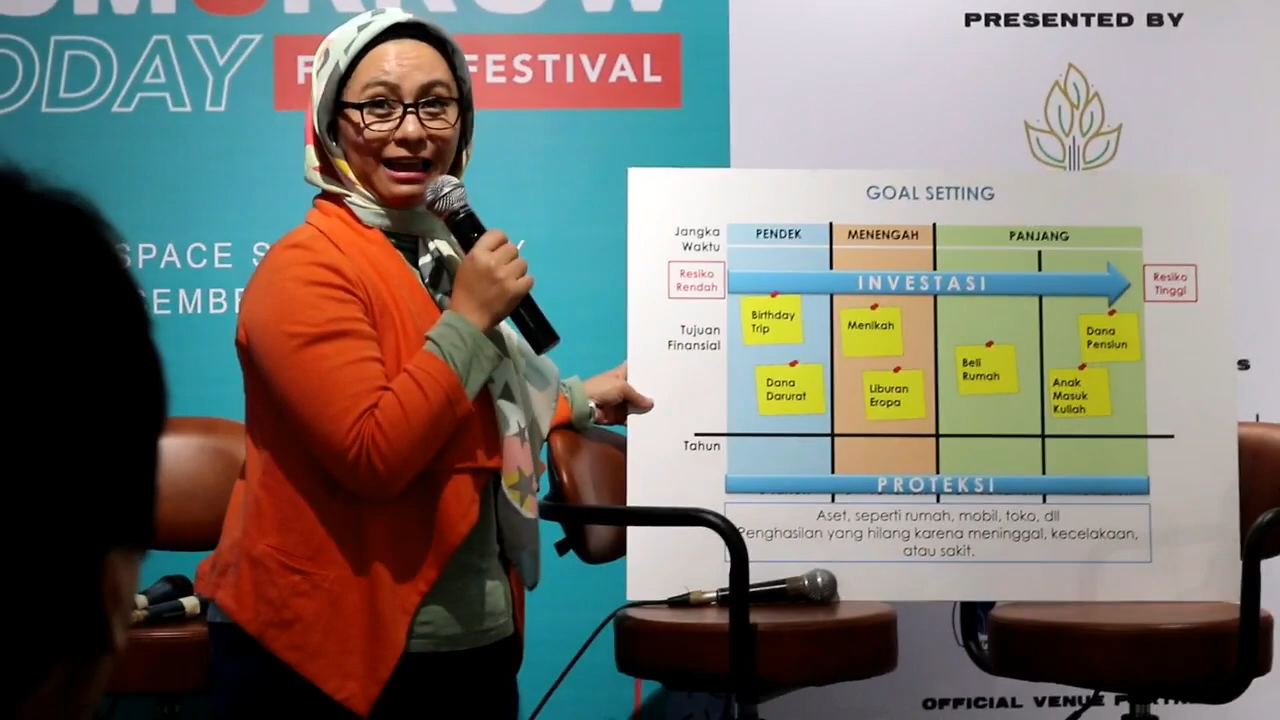 TODAY
FESTIVAL
PRESENTED BY
SPACE
GOAL SETTING
Jangka
Waktu
PENDEK
MENENGAH
PANJANG
Resiko
Rendah
INVESTASI
Resiko
Tinggi
Tujuan
Finansial
Birthday
Trip
Menikah
Dana
Pensiun
Beli
Rumah
Dana
Darurat
Liburan
Eropa
Anak
Masuk
Kuliah
Tahun
PROTEKSI
Aset, seperti rumah, mobil, toko, dll
Penghasilan yang hilang karena meninggal, kecelakaan,
atau sakit.
OFFICIAL VENUE